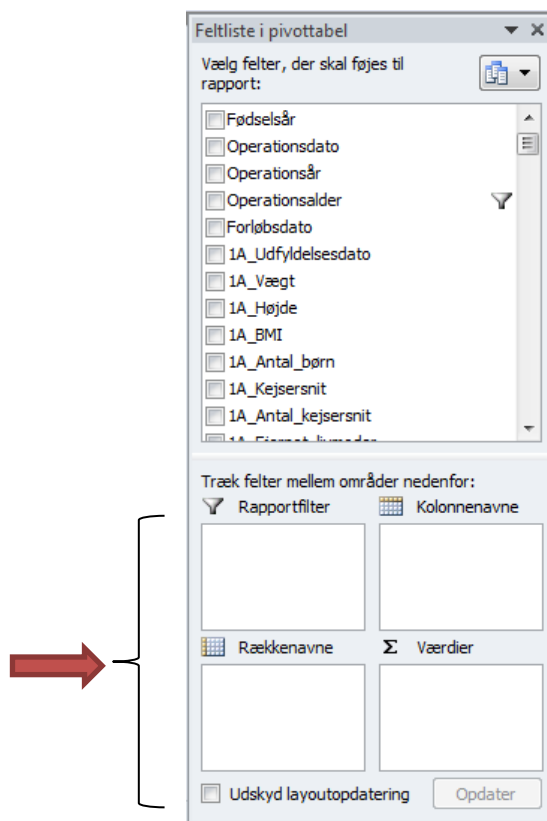 Feltliste i pivottabel
Vælg felter, der skal føjes til
rapport:
Fødselsår
Operationsdato
Operationsår
Operationsalder
Forløbsdato
1A_Udfyldelsesdato
1A_Vægt
1A_Højde
1A_BMI
1A_Antal_børn
1A_Kejsersnit
1A_Antal_kejsersnit
Træk felter mellem områder nedenfor:
Rapportfilter
Kolonnenavne
Rækkenavne
Σ Værdier
Udskyd layoutopdatering
Opdater